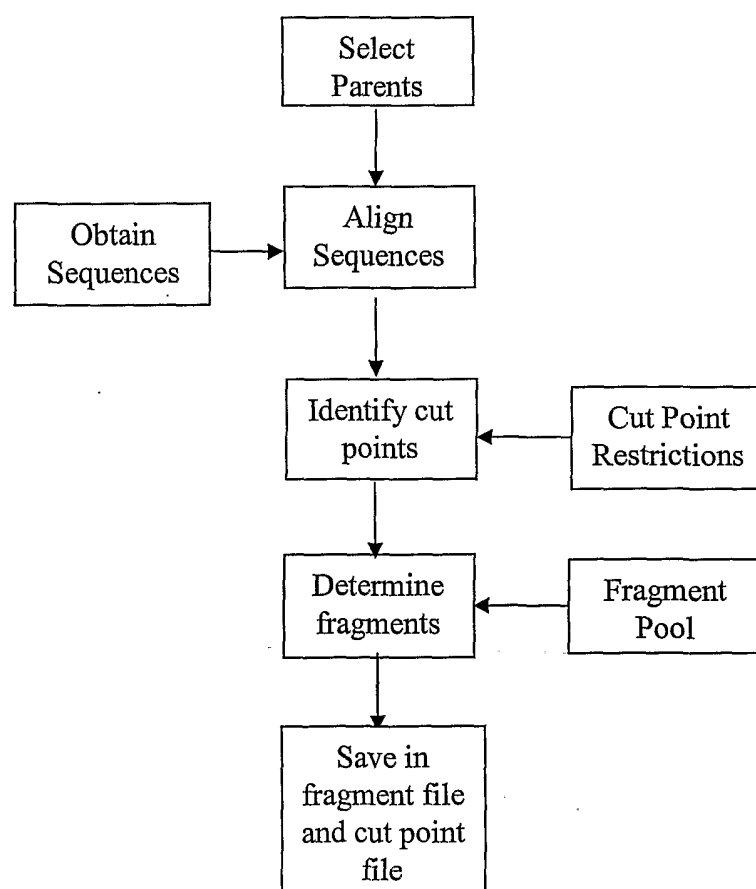 Select
Parents
Obtain
Sequences
Align
Sequences
Identify cut
points
Cut Point
Restrictions
Determine
fragments
Fragment
Pool
Save in
fragment file
and cut point
file